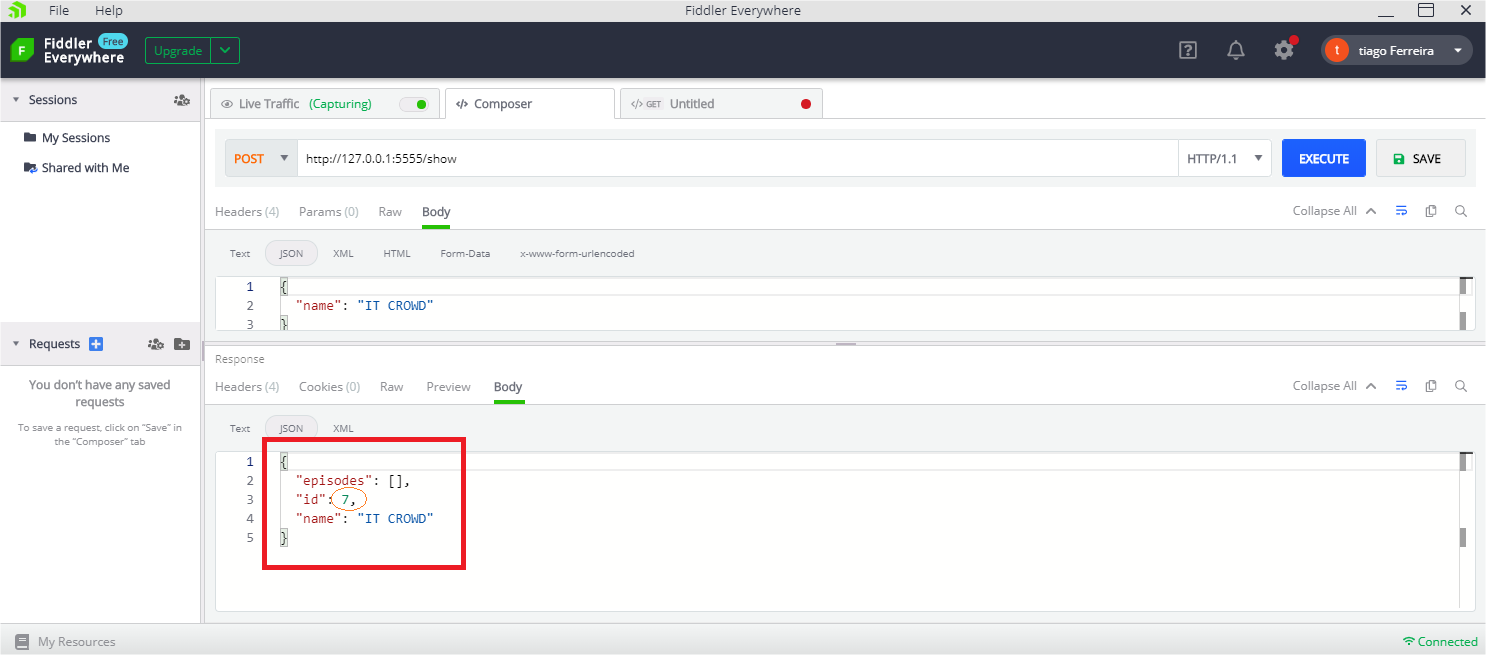 File Help Fiddler Everywhere
F Fiddler Everywhere Free Upgrade ? t tiago Ferreira
Sessions
My Sessions
Shared with Me
Requests
You don't have any saved
requests
To save a request, click on "Save" in
the "Composer" tab
Live Traffic (Capturing) </> Composer </> GET Untitled
POST http://127.0.0.1:5555/show HTTP/1.1 EXECUTE SAVE
Headers (4) Params (0) Raw Body Collapse All
Text JSON XML HTML Form-Data x-www-form-urlencoded
1 {
2 "name": "IT CROWD"
3 }
Response
Headers (4) Cookies (0) Raw Preview Body Collapse All
Text JSON XML
1 {
2 "episodes": [],
3 "id": 7,
4 "name": "IT CROWD"
5 }
My Resources Connected